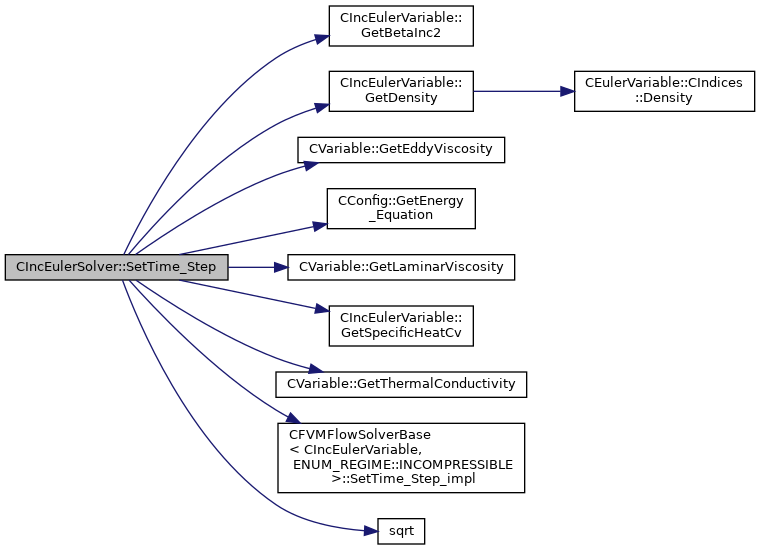 CIncEulerVariable::
GetBetaInc2
CIncEulerVariable::
GetDensity
CEulerVariable::CIndices
::Density
CVariable::GetEddyViscosity
CConfig::GetEnergy
_Equation
CIncEulerSolver::SetTime_Step
CVariable::GetLaminarViscosity
CIncEulerVariable::
GetSpecificHeatCv
CVariable::GetThermalConductivity
CFVMFlowSolverBase
< CIncEulerVariable,
ENUM_REGIME::INCOMPRESSIBLE
>::SetTime_Step_impl
sqrt